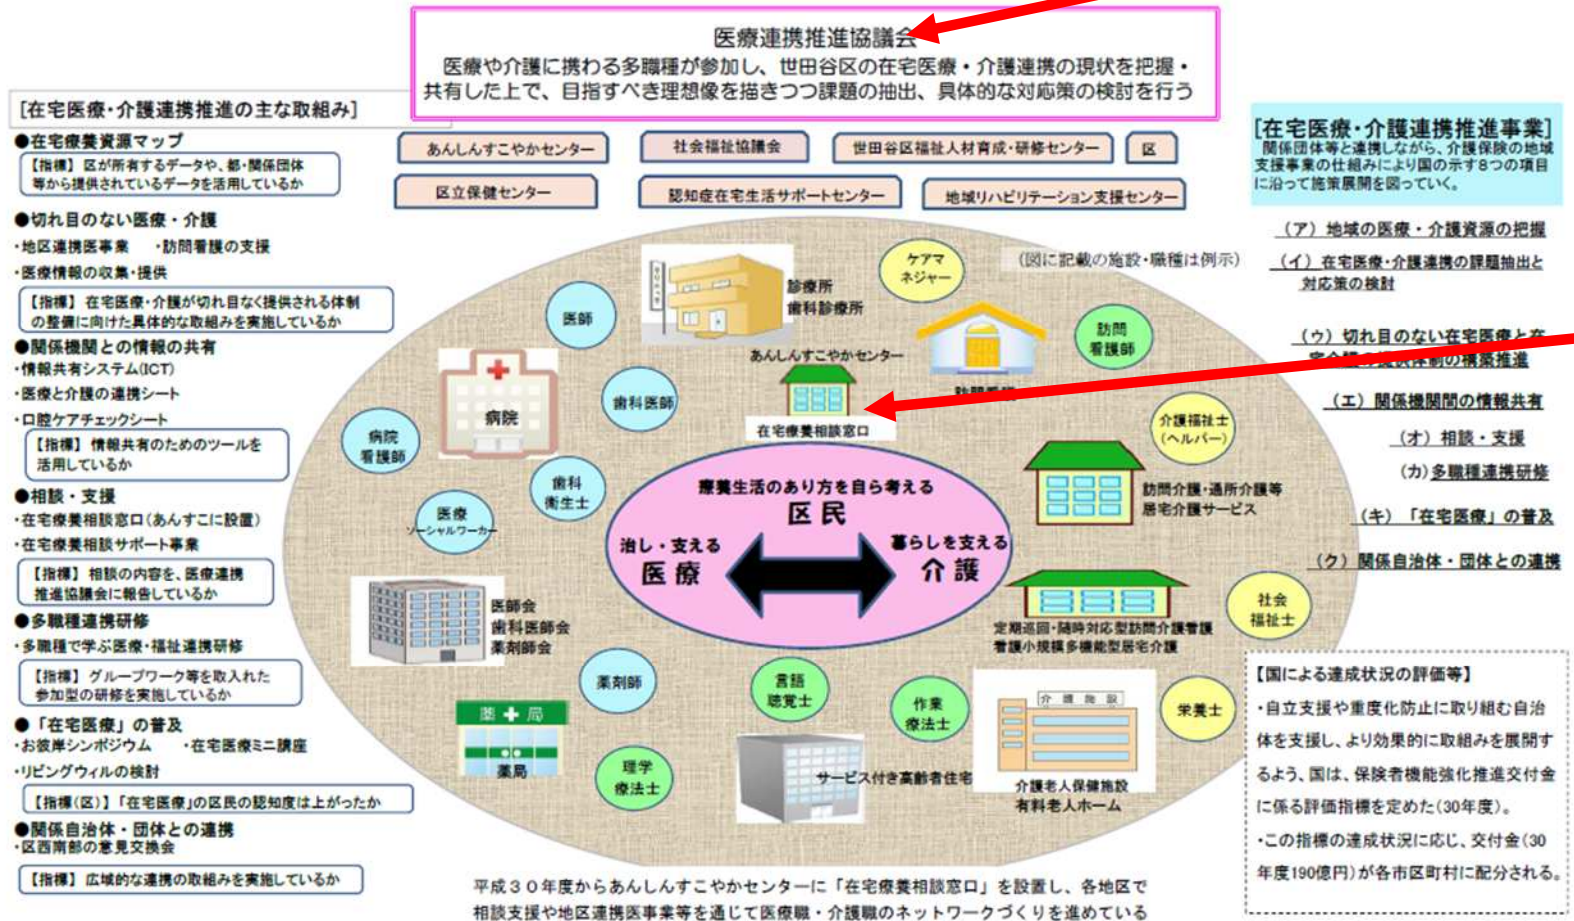 医療連携推進協議会
医療や介護に携わる多職種が参加し、世田谷区の在宅医療・介護連携の現状を把握・
共有した上で、目指すべき理想像を描きつつ課題の抽出、具体的な対応策の検討を行う
[在宅医療・介護連携推進の主な取組み]
●在宅療養資源マップ
【指標】区が所有するデータや、都・関係団体
等から提供されているデータを活用しているか
●切れ目のない医療・介護
・地区連携医事業　・訪問看護の支援
・医療情報の収集・提供
【指標】在宅医療・介護が切れ目なく提供される体制
の整備に向けた具体的な取組みを実施しているか
●関係機関との情報の共有
・情報共有システム(ICT)
・医療と介護の連携シート
・口腔ケアチェックシート
【指標】情報共有のためのツールを
活用しているか
●相談・支援
・在宅療養相談窓口(あんすこに設置)
・在宅療養相談サポート事業
【指標】相談の内容を、医療連携
推進協議会に報告しているか
●多職種連携研修
・多職種で学ぶ医療・福祉連携研修
【指標】グループワーク等を取入れた
参加型の研修を実施しているか
●「在宅医療」の普及
・お彼岸シンポジウム　・在宅医療ミニ講座
・リビングウィルの検討
【指標(区)】「在宅医療」の区民の認知度は上がったか
●関係自治体・団体との連携
・区西南部の意見交換会
【指標】広域的な連携の取組みを実施しているか
あんしんすこやかセンター
社会福祉協議会
世田谷区福祉人材育成・研修センター
区
区立保健センター
認知症在宅生活サポートセンター
地域リハビリテーション支援センター
(図に記載の施設・職種は例示)
ケアマ
ネジャー
診療所
歯科診療所
医師
訪問
看護師
あんしんすこやかセンター
訪問看護
病院
歯科医師
在宅療養相談窓口
介護福祉士
(ヘルパー)
病院
看護師
歯科
衛生士
医療
ソーシャルワーカー
療養生活のあり方を自ら考える
区民
治し・支える
医療
暮らしを支える
介護
訪問介護・通所介護等
居宅介護サービス
医師会
歯科医師会
薬剤師会
定期巡回・随時対応型訪問介護看護
看護小規模多機能型居宅介護
社会
福祉士
薬剤師
言語
聴覚士
作業
療法士
介護施設
栄養士
薬局
薬局
理学
療法士
サービス付き高齢者住宅
介護老人保健施設
有料老人ホーム
平成３０年度からあんしんすこやかセンターに「在宅療養相談窓口」を設置し、各地区で
相談支援や地区連携医事業等を通じて医療職・介護職のネットワークづくりを進めている
[在宅医療・介護連携推進事業]
関係団体等と連携しながら、介護保険の地域
支援事業の仕組みにより国の示す８つの項目
に沿って施策展開を図っていく。
(ア) 地域の医療・介護資源の把握
(イ) 在宅医療・介護連携の課題抽出と
対応策の検討
(ウ) 切れ目のない在宅医療と在
宅介護の提供体制の構築推進
(エ) 関係機関間の情報共有
(オ) 相談・支援
(カ) 多職種連携研修
(キ) 「在宅医療」の普及
(ク) 関係自治体・団体との連携
【国による達成状況の評価等】
・自立支援や重度化防止に取り組む自治
体を支援し、より効果的に取組みを展開す
るよう、国は、保険者機能強化推進交付金
に係る評価指標を定めた(30年度)。
・この指標の達成状況に応じ、交付金(30
年度190億円)が各市区町村に配分される。